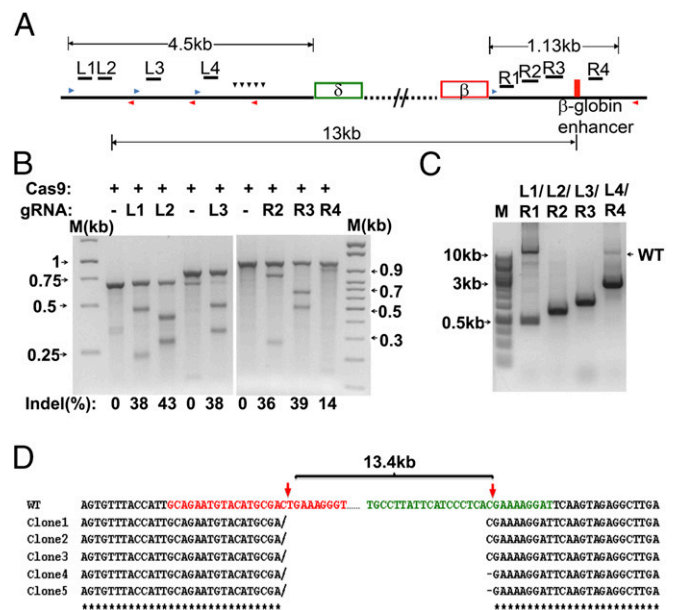 A
4.5kb
1.13kb
L1 L2 L3 L4
R1 R2 R3 R4
δ
//
β
β-globin
enhancer
13kb
B
Cas9: + + + + + + + + +
gRNA: - L1 L2 - L3 - R2 R3 R4
M(kb)
M(kb)
1
0.75
0.5
0.25
0.9
0.7
0.5
0.3
Indel(%): 0 38 43 0 38 0 36 39 14
C
L1/ L2/ L3/ L4/
M R1 R2 R3 R4
10kb
WT
3kb
0.5kb
D
13.4kb
WT AGTGTTTACCATTGCAGAATGTACATGCGACTGAAAGGGT...... TGCCTTATTCATCCCTCACGAAAAGGATTCAAGTAGAGGCTTGA
Clone1 AGTGTTTACCATTGCAGAATGTACATGCGA/ CGAAAAGGATTCAAGTAGAGGCTTGA
Clone2 AGTGTTTACCATTGCAGAATGTACATGCGA/ CGAAAAGGATTCAAGTAGAGGCTTGA
Clone3 AGTGTTTACCATTGCAGAATGTACATGCGA/ CGAAAAGGATTCAAGTAGAGGCTTGA
Clone4 AGTGTTTACCATTGCAGAATGTACATGCGA/ -GAAAAGGATTCAAGTAGAGGCTTGA
Clone5 AGTGTTTACCATTGCAGAATGTACATGCGA/ -GAAAAGGATTCAAGTAGAGGCTTGA
****************************** *************************